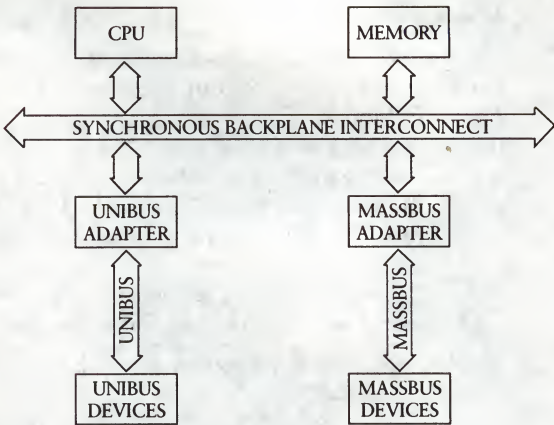 CPU
MEMORY
SYNCHRONOUS BACKPLANE INTERCONNECT
UNIBUS
ADAPTER
MASSBUS
ADAPTER
UNIBUS
MASSBUS
UNIBUS
DEVICES
MASSBUS
DEVICES